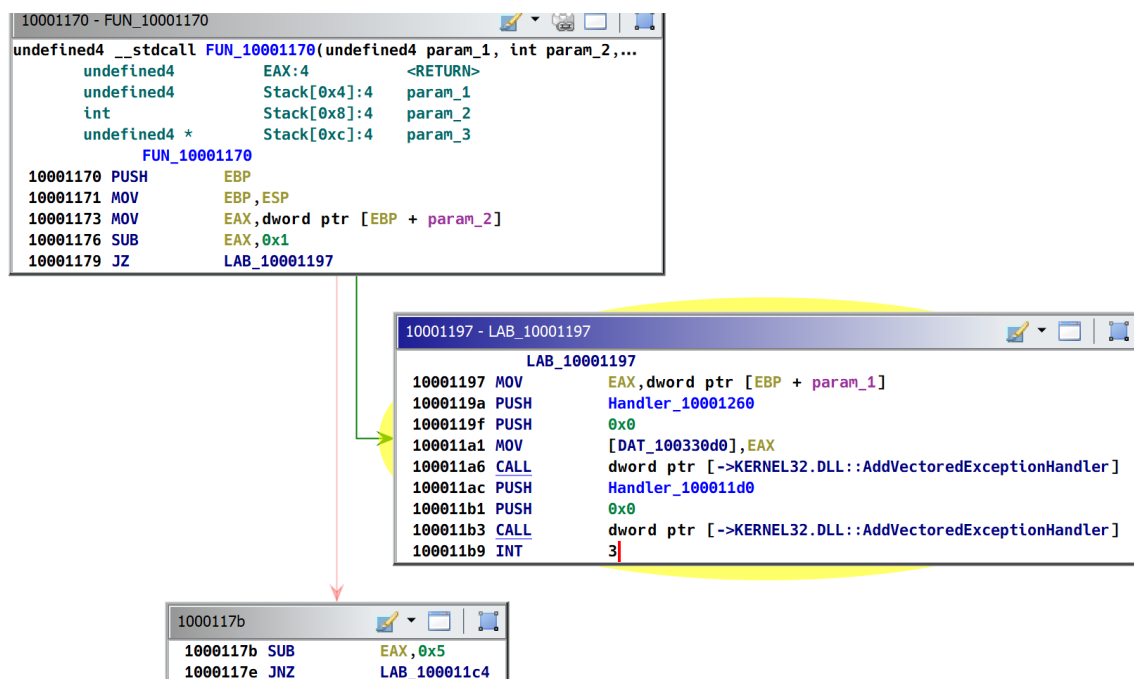 10001170 - FUN_10001170
undefined4 __stdcall FUN_10001170(undefined4 param_1, int param_2,...
undefined4 EAX:4 <RETURN>
undefined4 Stack[0x4]:4 param_1
int Stack[0x8]:4 param_2
undefined4 * Stack[0xc]:4 param_3
FUN_10001170
10001170 PUSH EBP
10001171 MOV EBP,ESP
10001173 MOV EAX,dword ptr [EBP + param_2]
10001176 SUB EAX,0x1
10001179 JZ LAB_10001197
10001197 - LAB_10001197
LAB_10001197
10001197 MOV EAX,dword ptr [EBP + param_1]
1000119a PUSH Handler_10001260
1000119f PUSH 0x0
100011a1 MOV [DAT_100330d0],EAX
100011a6 CALL dword ptr [->KERNEL32.DLL::AddVectoredExceptionHandler]
100011ac PUSH Handler_100011d0
100011b1 PUSH 0x0
100011b3 CALL dword ptr [->KERNEL32.DLL::AddVectoredExceptionHandler]
100011b9 INT 3
1000117b
1000117b SUB EAX,0x5
1000117e JNZ LAB_100011c4